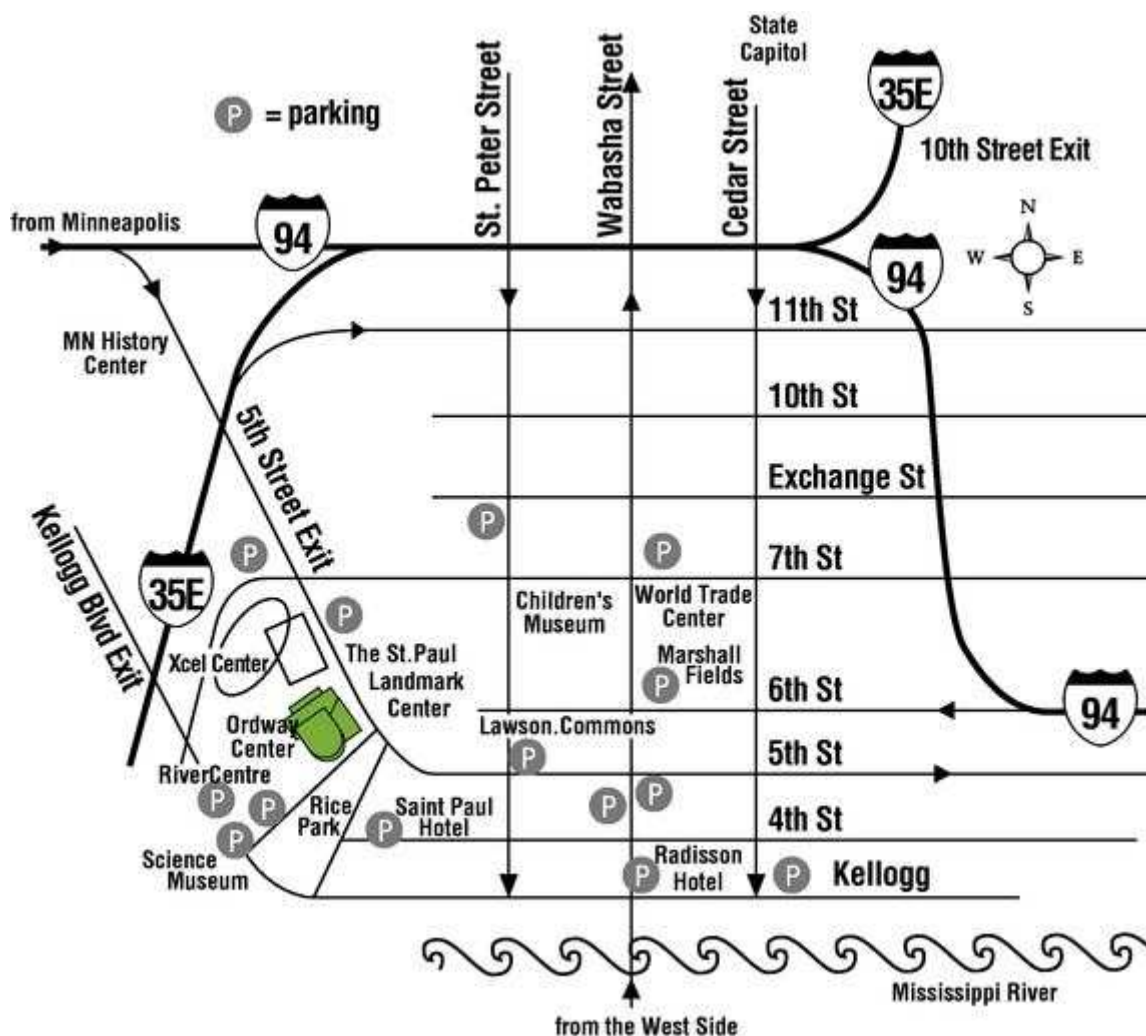 State
Capitol
St. Peter Street
Wabasha Street
Cedar Street
35E
P = parking
10th Street Exit
from Minneapolis
94
94
N
W
E
S
11th St
MN History
Center
10th St
5th Street Exit
Exchange St
P
Kellogg Blvd Exit
P
P
7th St
35E
Children's
Museum
World Trade
Center
P
The St.Paul
Landmark
Center
Xcel Center
Marshall
Fields
P
6th St
94
Ordway
Center
Lawson.Commons
P
5th St
RiverCentre
P
P
Rice
Park
Saint Paul
Hotel
P
P
P
4th St
P
Science
Museum
Radisson
Hotel
P
P
Kellogg
Mississippi River
from the West Side